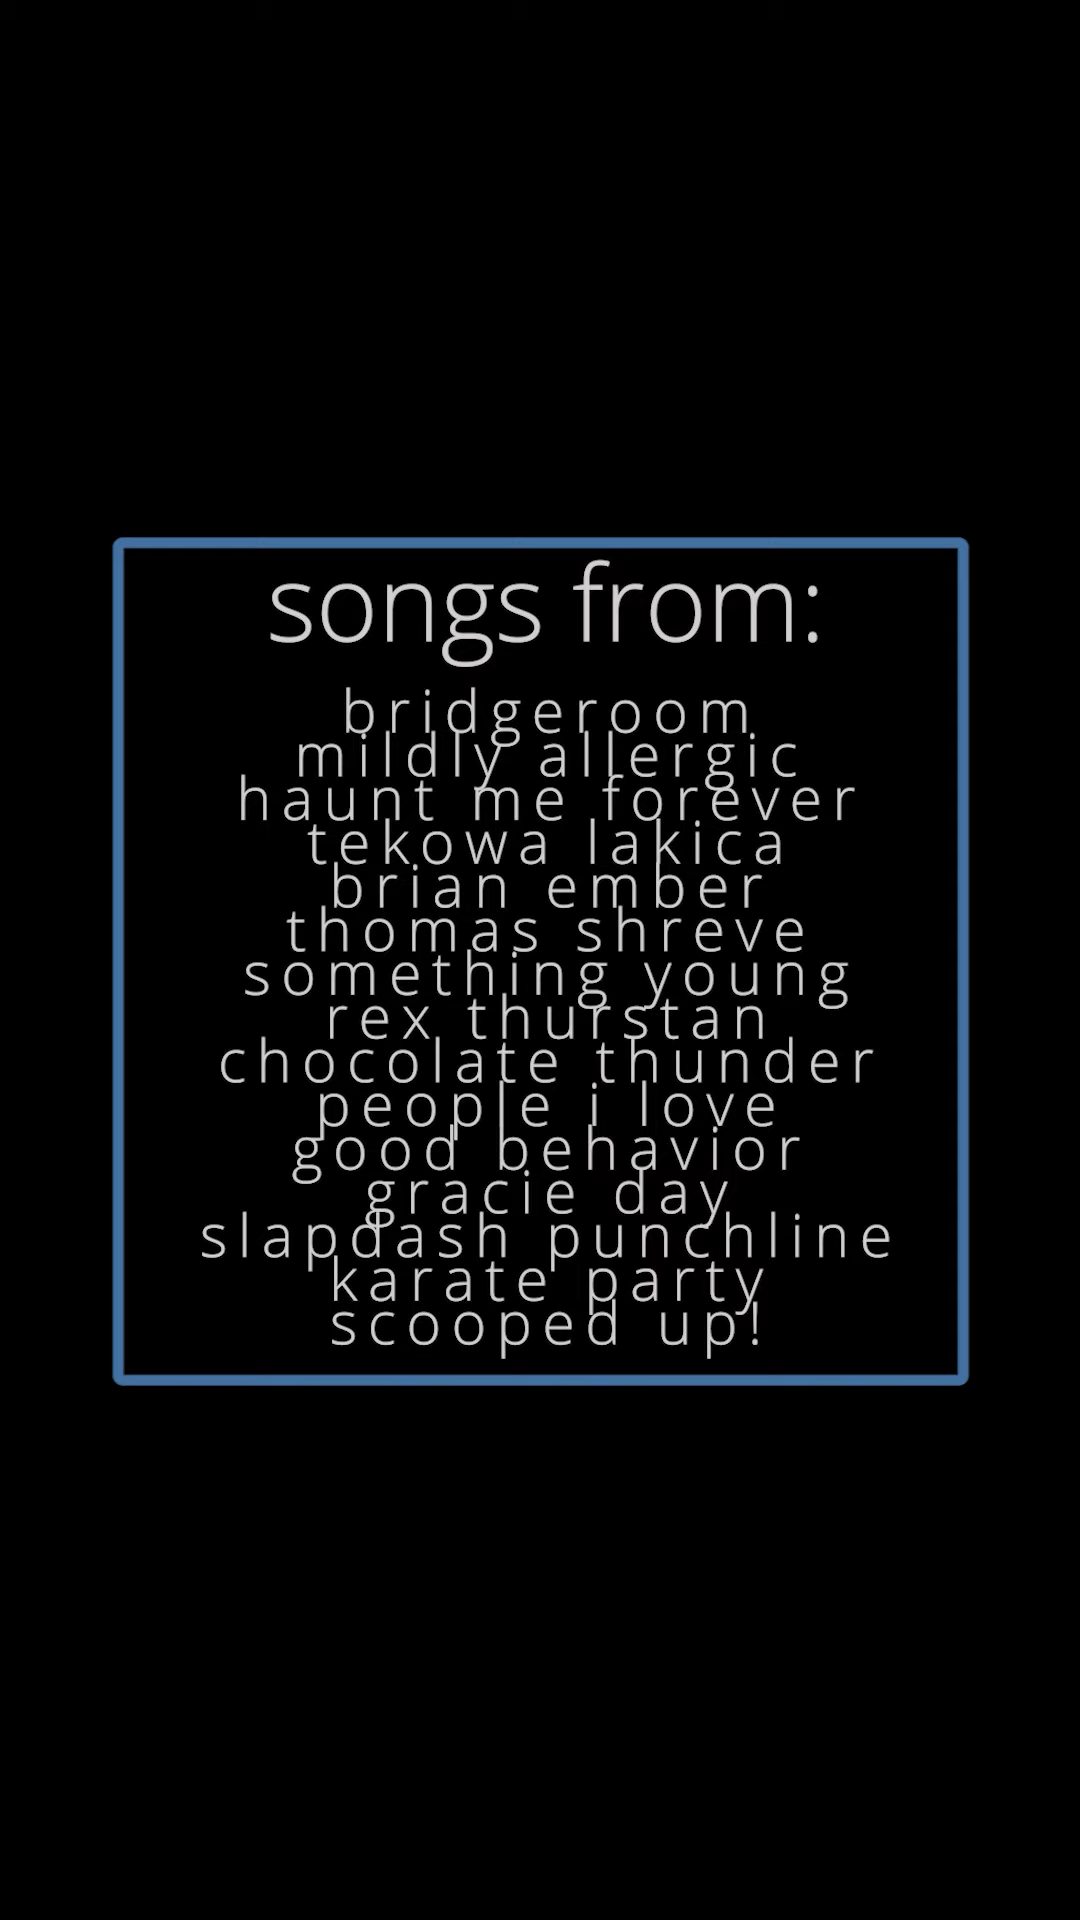 songs from:
bridgeroom
mildly allergic
haunt me forever
tekowa lakica
brian ember
thomas shreve
something young
rex thurstan
chocolate thunder
people i love
good behavior
gracie day
slapdash punchline
karate party
scooped up!